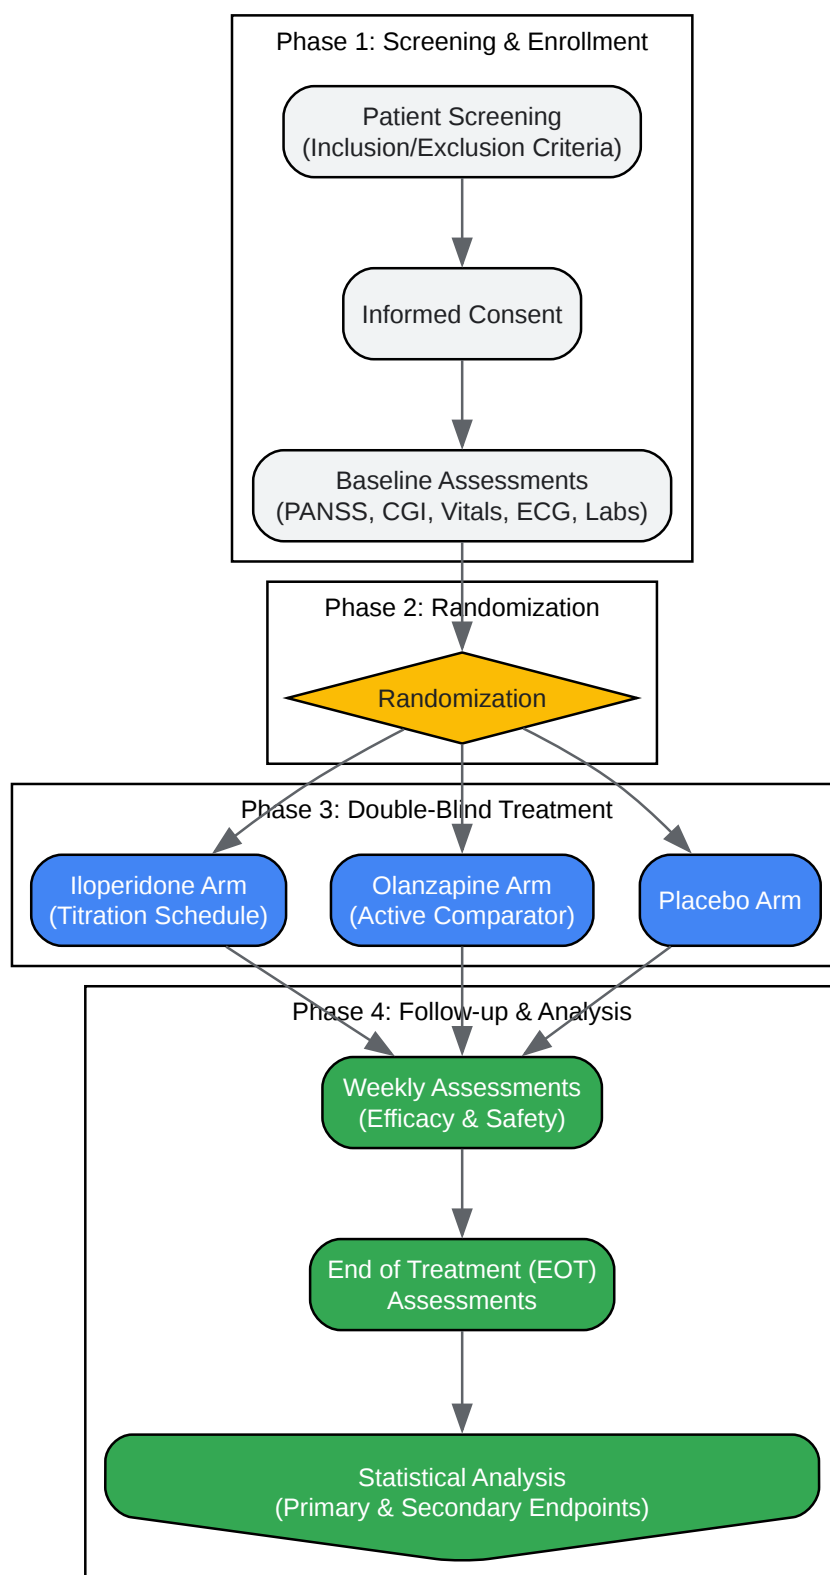 Phase 1: Screening & Enrollment
Patient Screening
(Inclusion/Exclusion Criteria)
Informed Consent
Baseline Assessments
(PANSS, CGI, Vitals, ECG, Labs)
Phase 2: Randomization
Randomization
Phase 3: Double-Blind Treatment
Iloperidone Arm
(Titration Schedule)
Olanzapine Arm
(Active Comparator)
Placebo Arm
Phase 4: Follow-up & Analysis
Weekly Assessments
(Efficacy & Safety)
End of Treatment (EOT)
Assessments
Statistical Analysis
(Primary & Secondary Endpoints)